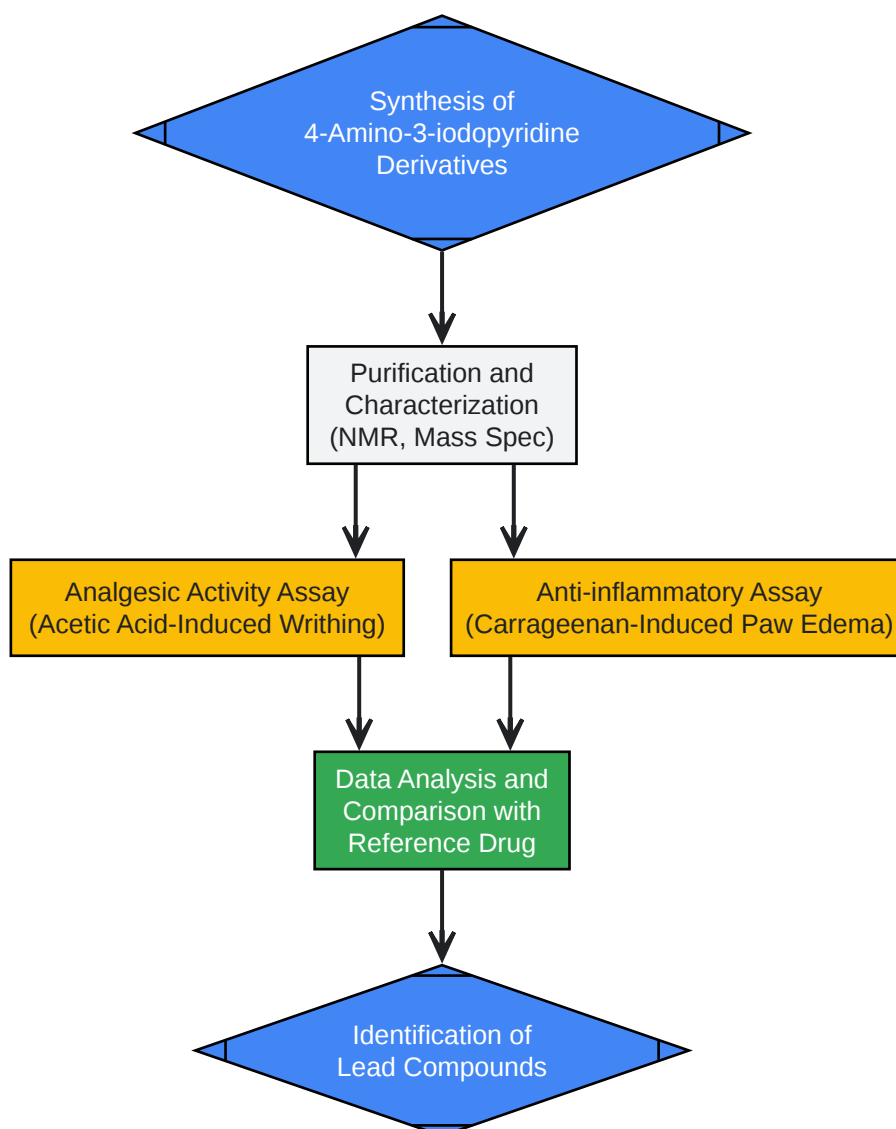 Synthesis of
4-Amino-3-iodopyridine
Derivatives
Purification and
Characterization
(NMR, Mass Spec)
Analgesic Activity Assay
(Acetic Acid-Induced Writhing)
Anti-inflammatory Assay
(Carrageenan-Induced Paw Edema)
Data Analysis and
Comparison with
Reference Drug
Identification of
Lead Compounds